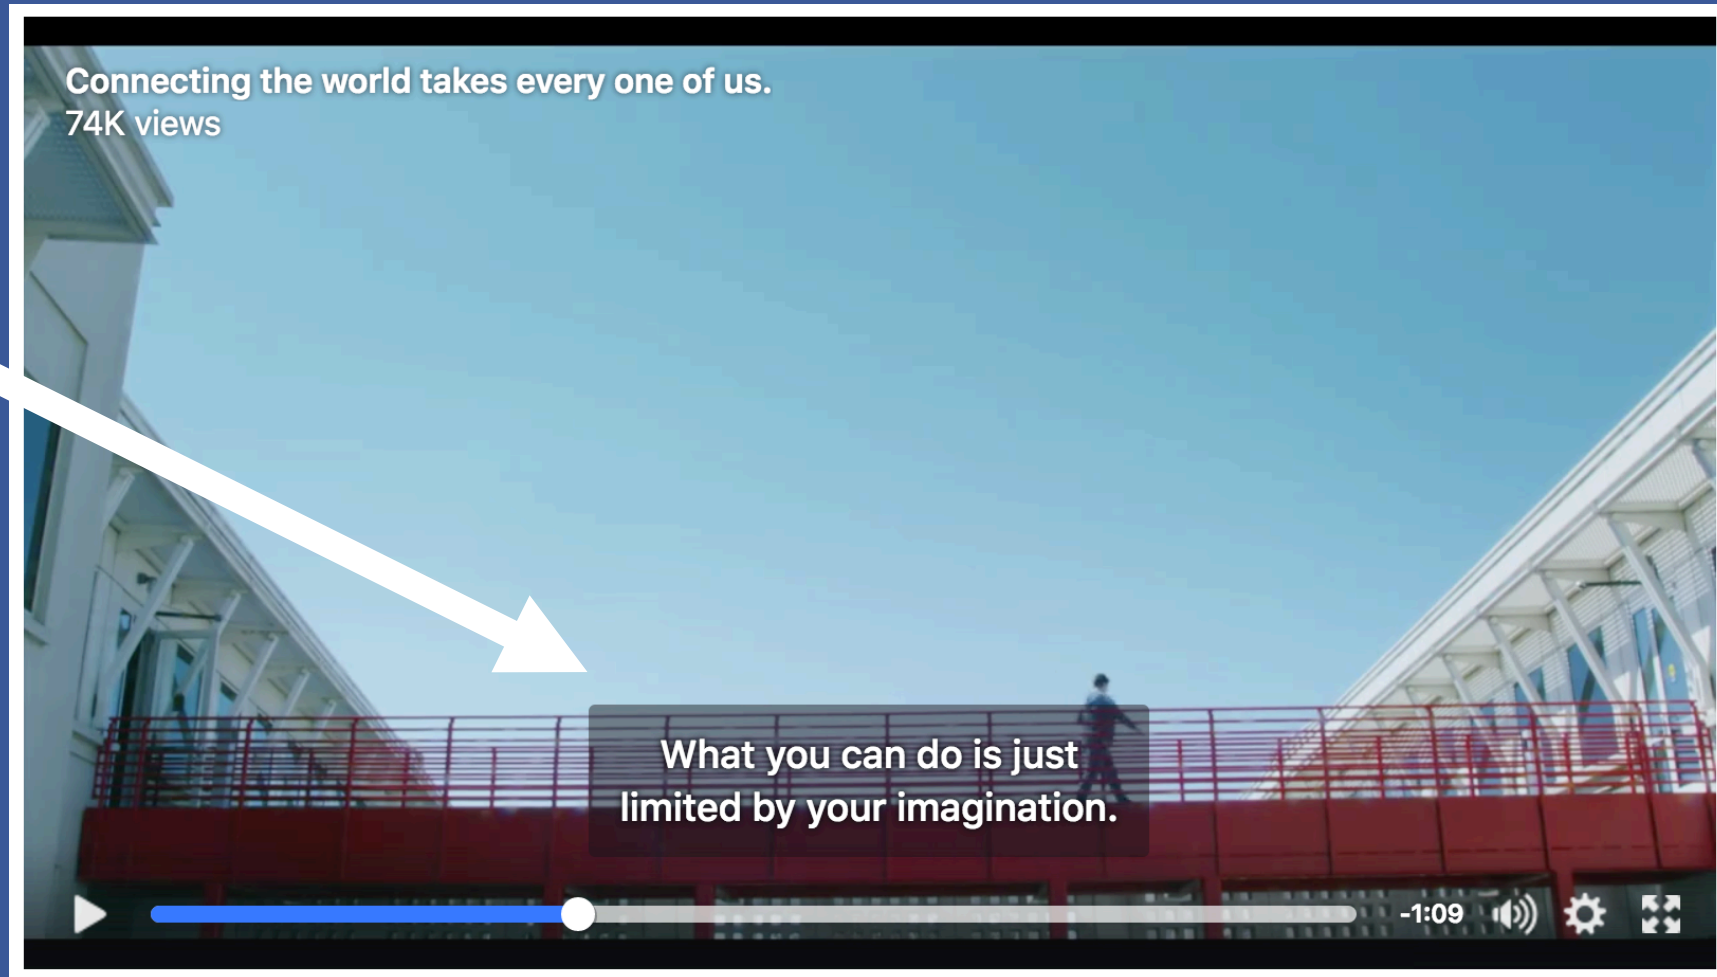 Connecting the world takes every one of us.
74K views
What you can do is just
limited by your imagination.
-1:09